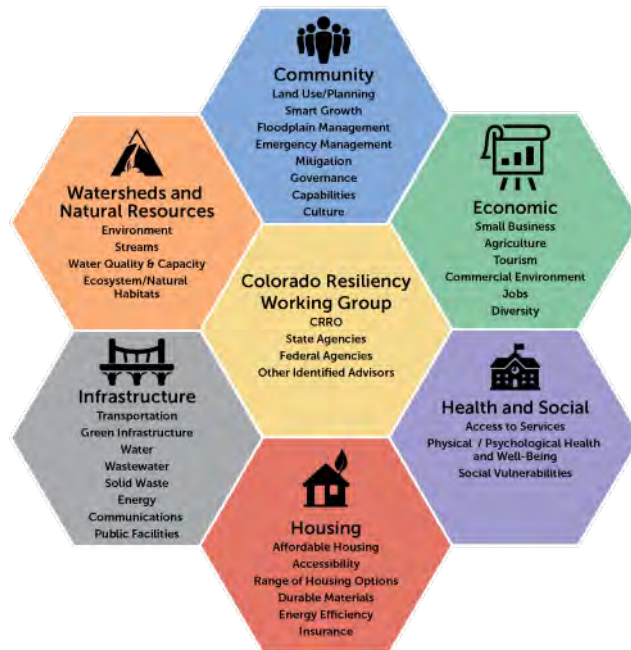 Community
Land Use/Planning
Smart Growth
Floodplain Management
Emergency Management
Mitigation
Governance
Capabilities
Culture
Watersheds and
Natural Resources
Environment
Streams
Water Quality & Capacity
Ecosystem/Natural
Habitats
Economic
Small Business
Agriculture
Tourism
Commercial Environment
Jobs
Diversity
Colorado Resiliency
Working Group
CRRO
State Agencies
Federal Agencies
Other Identified Advisors
Infrastructure
Transportation
Green Infrastructure
Water
Wastewater
Solid Waste
Energy
Communications
Public Facilities
Health and Social
Access to Services
Physical / Psychological Health
and Well-Being
Social Vulnerabilities
Housing
Affordable Housing
Accessibility
Range of Housing Options
Durable Materials
Energy Efficiency
Insurance